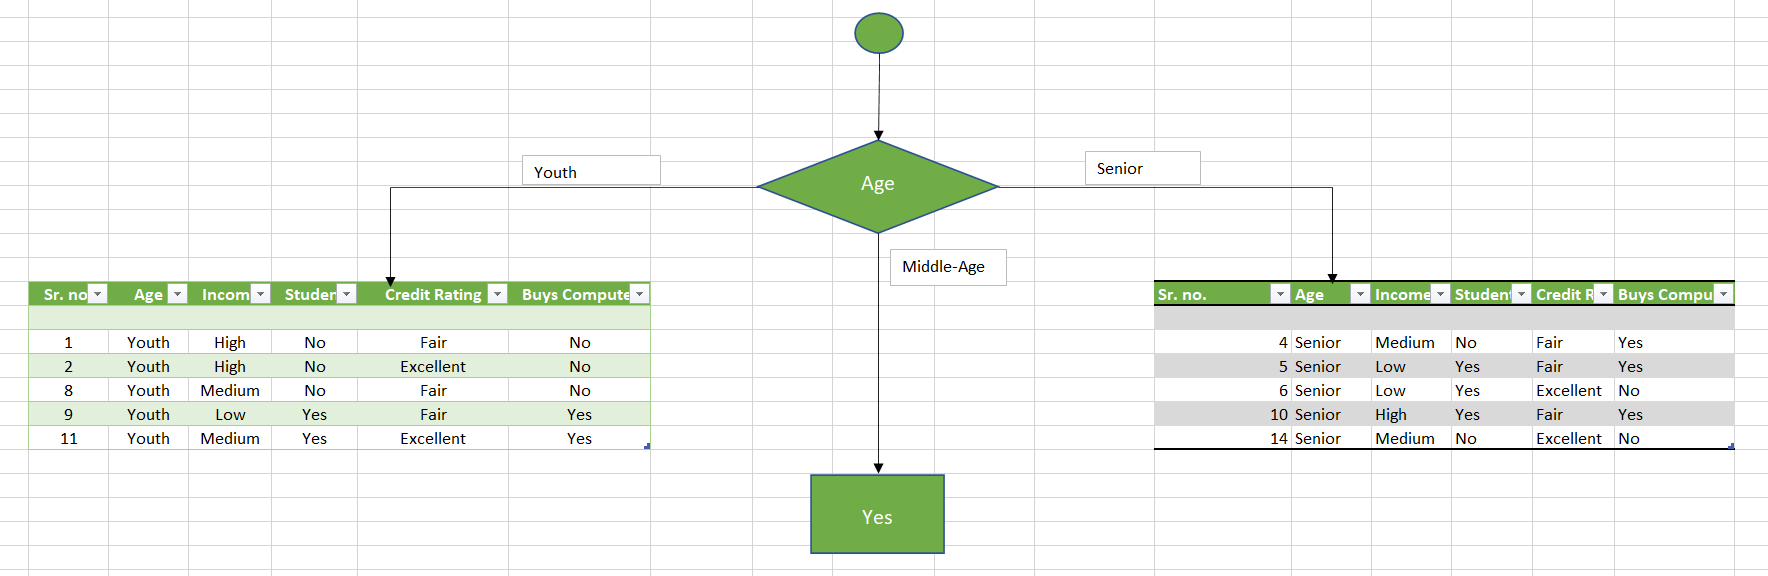 Age
Youth
Senior
Middle-Age
Sr. no Age Incom Studen Credit Rating Buys Compute
1 Youth High No Fair No
2 Youth High No Excellent No
8 Youth Medium No Fair No
9 Youth Low Yes Fair Yes
11 Youth Medium Yes Excellent Yes
Sr. no. Age Income Student Credit R Buys Compu
4 Senior Medium No Fair Yes
5 Senior Low Yes Fair Yes
6 Senior Low Yes Excellent No
10 Senior High Yes Fair Yes
14 Senior Medium No Excellent No
Yes